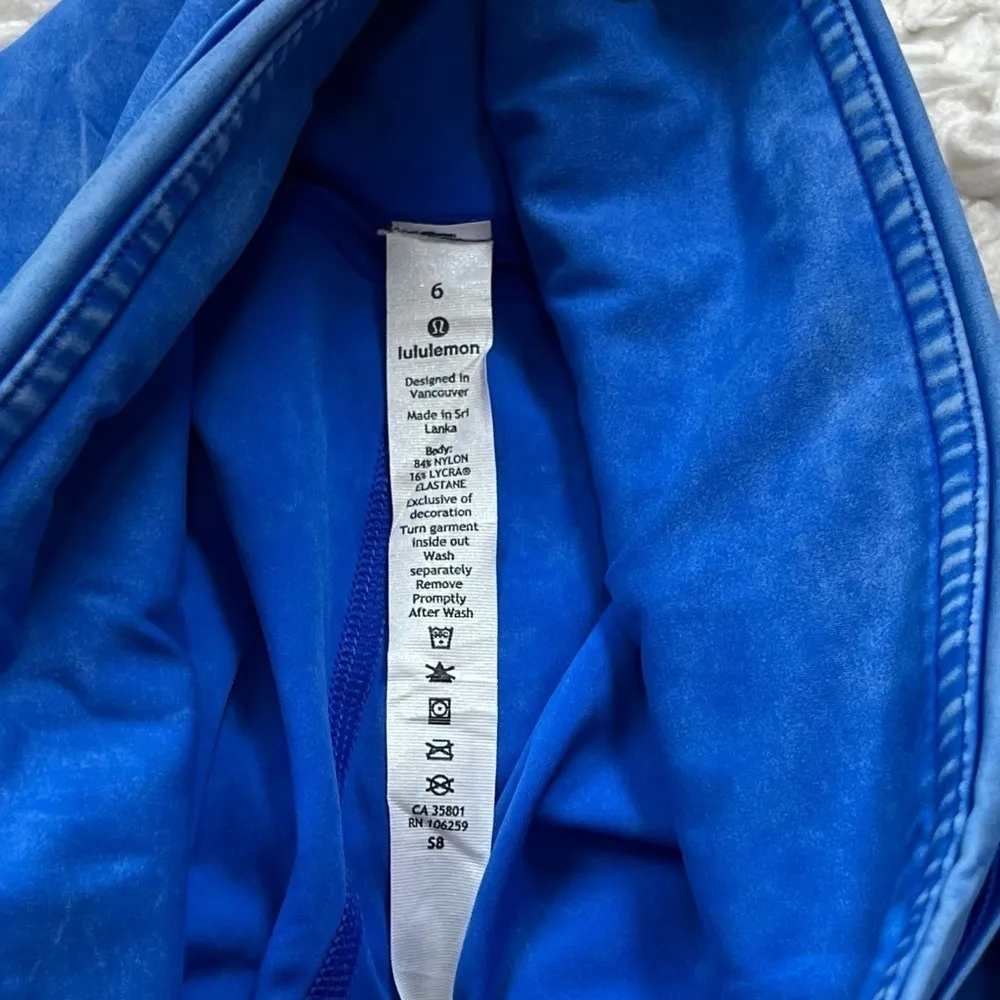 6
lululemon
Designed in
Vancouver
Made in Sri
Lanka
Body:
84% NYLON
16% LYCRA®
ELASTANE
Exclusive of
decoration
Turn garment
inside out
Wash
separately
Remove
Promptly
After Wash
30C
CA 35801
RN 106259
S8